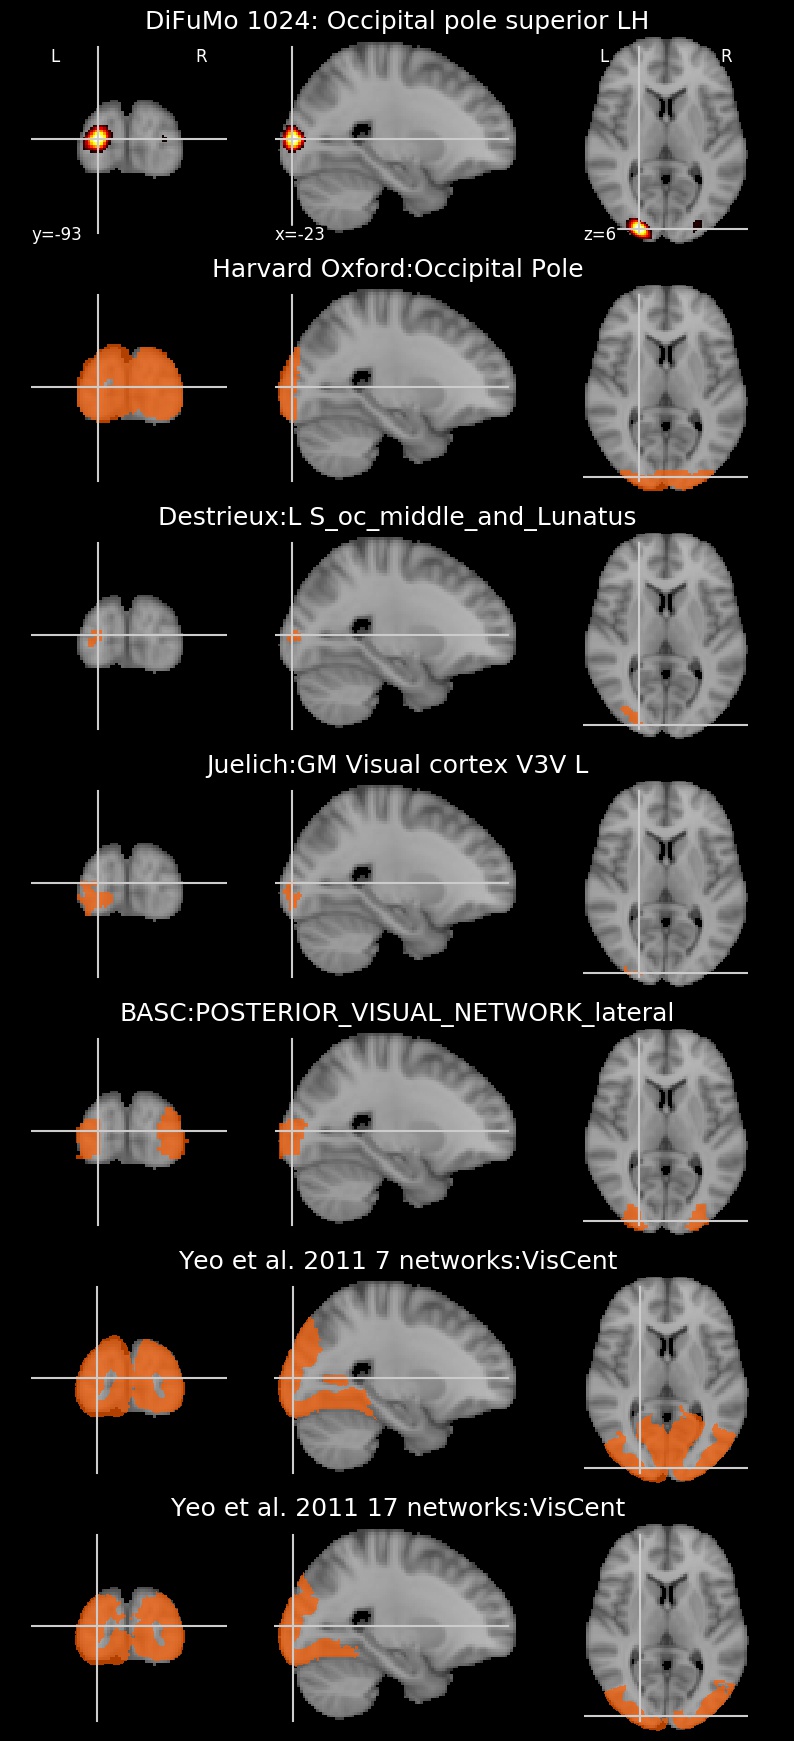 DiFuMo 1024: Occipital pole superior LH
L R L R
y=-93 x=-23 z=6
Harvard Oxford:Occipital Pole
Destrieux:L S_oc_middle_and_Lunatus
Juelich:GM Visual cortex V3V L
BASC:POSTERIOR_VISUAL_NETWORK_lateral
Yeo et al. 2011 7 networks:VisCent
Yeo et al. 2011 17 networks:VisCent